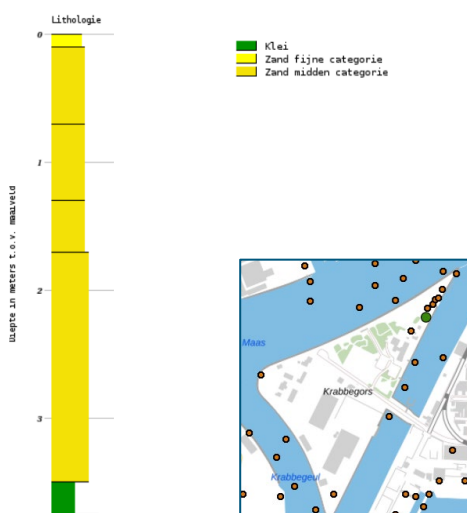 Lithologie
0
Klei
Zand fijne categorie
Zand midden categorie
1
Diepte in meters t.o.v. maaiveld
2
Maas
Krabbegors
3
Krabbegeul